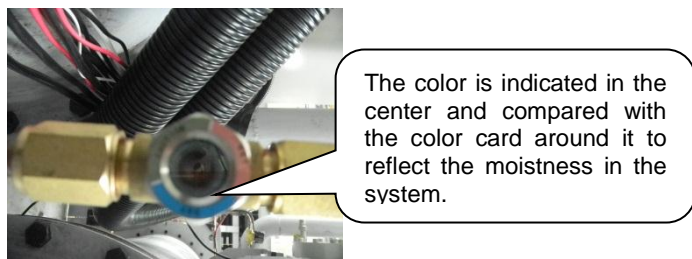 The color is indicated in the
center and compared with
the color card around it to
reflect the moistness in the
system.